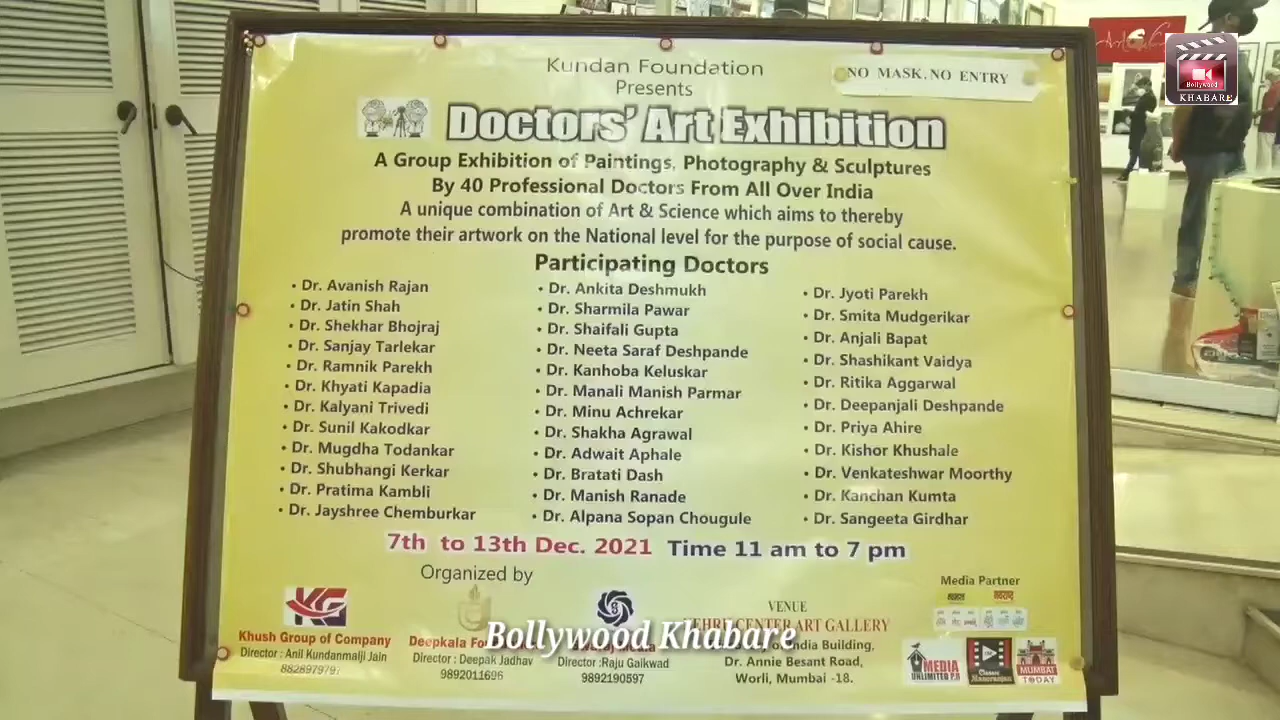 Kundan Foundation
Presents
NO MASK, NO ENTRY
Doctors' Art Exhibition
A Group Exhibition of Paintings, Photography & Sculptures
By 40 Professional Doctors From All Over India
A unique combination of Art & Science which aims to thereby
promote their artwork on the National level for the purpose of social cause.
Participating Doctors
• Dr. Avanish Rajan
• Dr. Jatin Shah
• Dr. Shekhar Bhojraj
• Dr. Sanjay Tarlekar
• Dr. Ramnik Parekh
• Dr. Khyati Kapadia
• Dr. Kalyani Trivedi
• Dr. Sunil Kakodkar
• Dr. Mugdha Todankar
• Dr. Shubhangi Kerkar
• Dr. Pratima Kambli
• Dr. Jayshree Chemburkar
• Dr. Ankita Deshmukh
• Dr. Sharmila Pawar
• Dr. Shaifali Gupta
• Dr. Neeta Saraf Deshpande
• Dr. Kanhoba Keluskar
• Dr. Manali Manish Parmar
• Dr. Minu Achrekar
• Dr. Shakha Agrawal
• Dr. Adwait Aphale
• Dr. Bratati Dash
• Dr. Manish Ranade
• Dr. Alpana Sopan Chougule
• Dr. Jyoti Parekh
• Dr. Smita Mudgerikar
• Dr. Anjali Bapat
• Dr. Shashikant Vaidya
• Dr. Ritika Aggarwal
• Dr. Deepanjali Deshpande
• Dr. Priya Ahire
• Dr. Kishor Khushale
• Dr. Venkateshwar Moorthy
• Dr. Kanchan Kumta
• Dr. Sangeeta Girdhar
7th to 13th Dec. 2021 Time 11 am to 7 pm
Organized by
KG
Khush Group of Company
Director : Anil Kundanmalji Jain
Deepkala
Director : Deepak Jadhav
9892011696
Director :Raju Gaikwad
9892190597
VENUE
CENTER ART GALLERY
India Building,
Dr. Annie Besant Road,
Worli, Mumbai -18.
Media Partner
MEDIA
UNLIMITED
Classic
Manoranjan
MUMBAI
TODAY
Bollywood Khabare
Bollywood
KHABARE